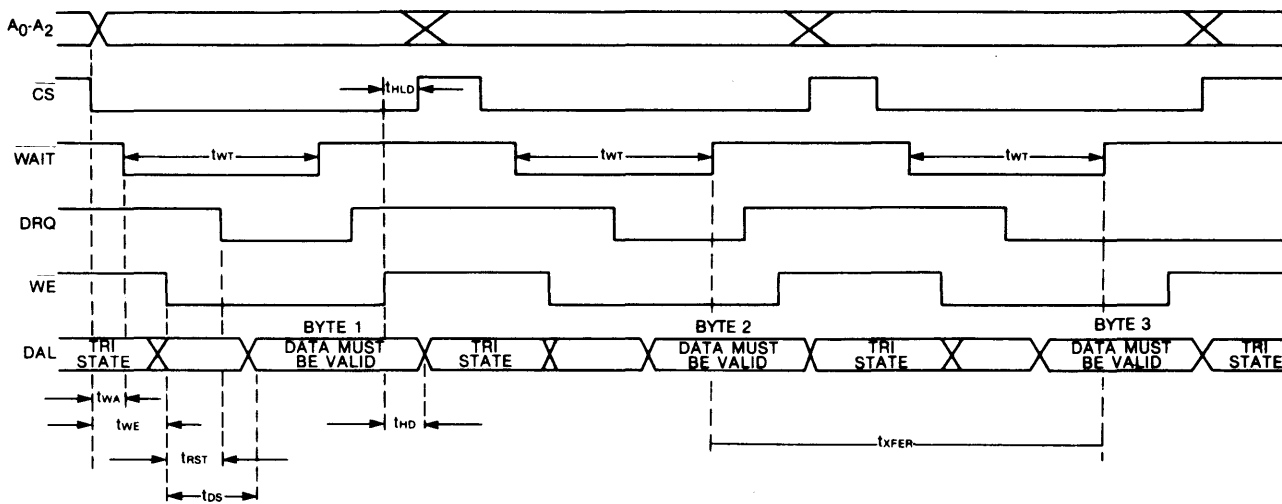 A0-A2
CS
tHLD
WAIT
tWT
tWT
tWT
DRQ
WE
BYTE 1
BYTE 2
BYTE 3
DAL
TRI STATE
DATA MUST BE VALID
TRI STATE
DATA MUST BE VALID
TRI STATE
DATA MUST BE VALID
TRI STATE
tWA
tWE
tHD
tXFER
tRST
tDS